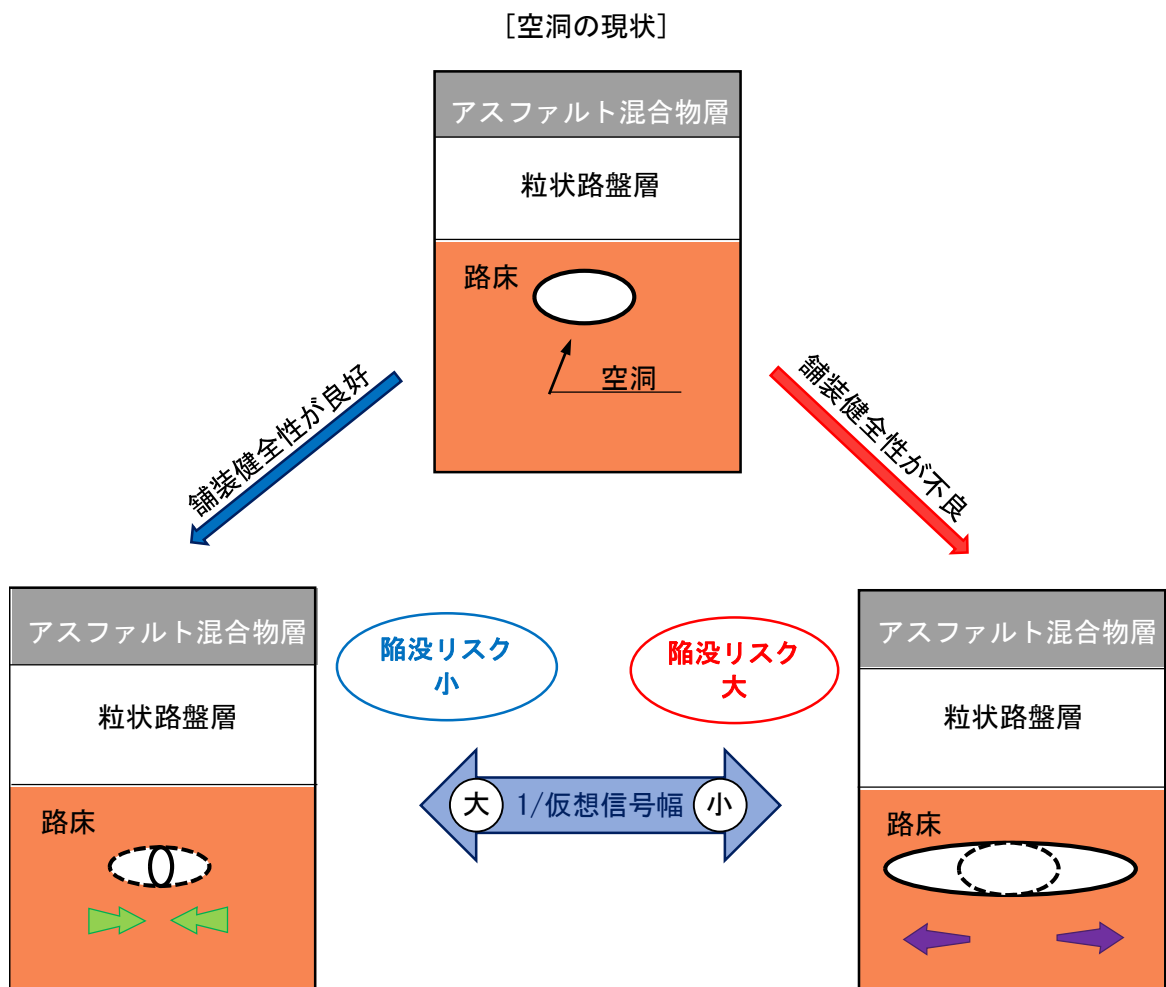 ［空洞の現状］
アスファルト混合物層
粒状路盤層
路床
空洞
舗装健全性が良好
舗装健全性が不良
アスファルト混合物層
粒状路盤層
路床
陥没リスク
小
陥没リスク
大
大
1/仮想信号幅
小
アスファルト混合物層
粒状路盤層
路床